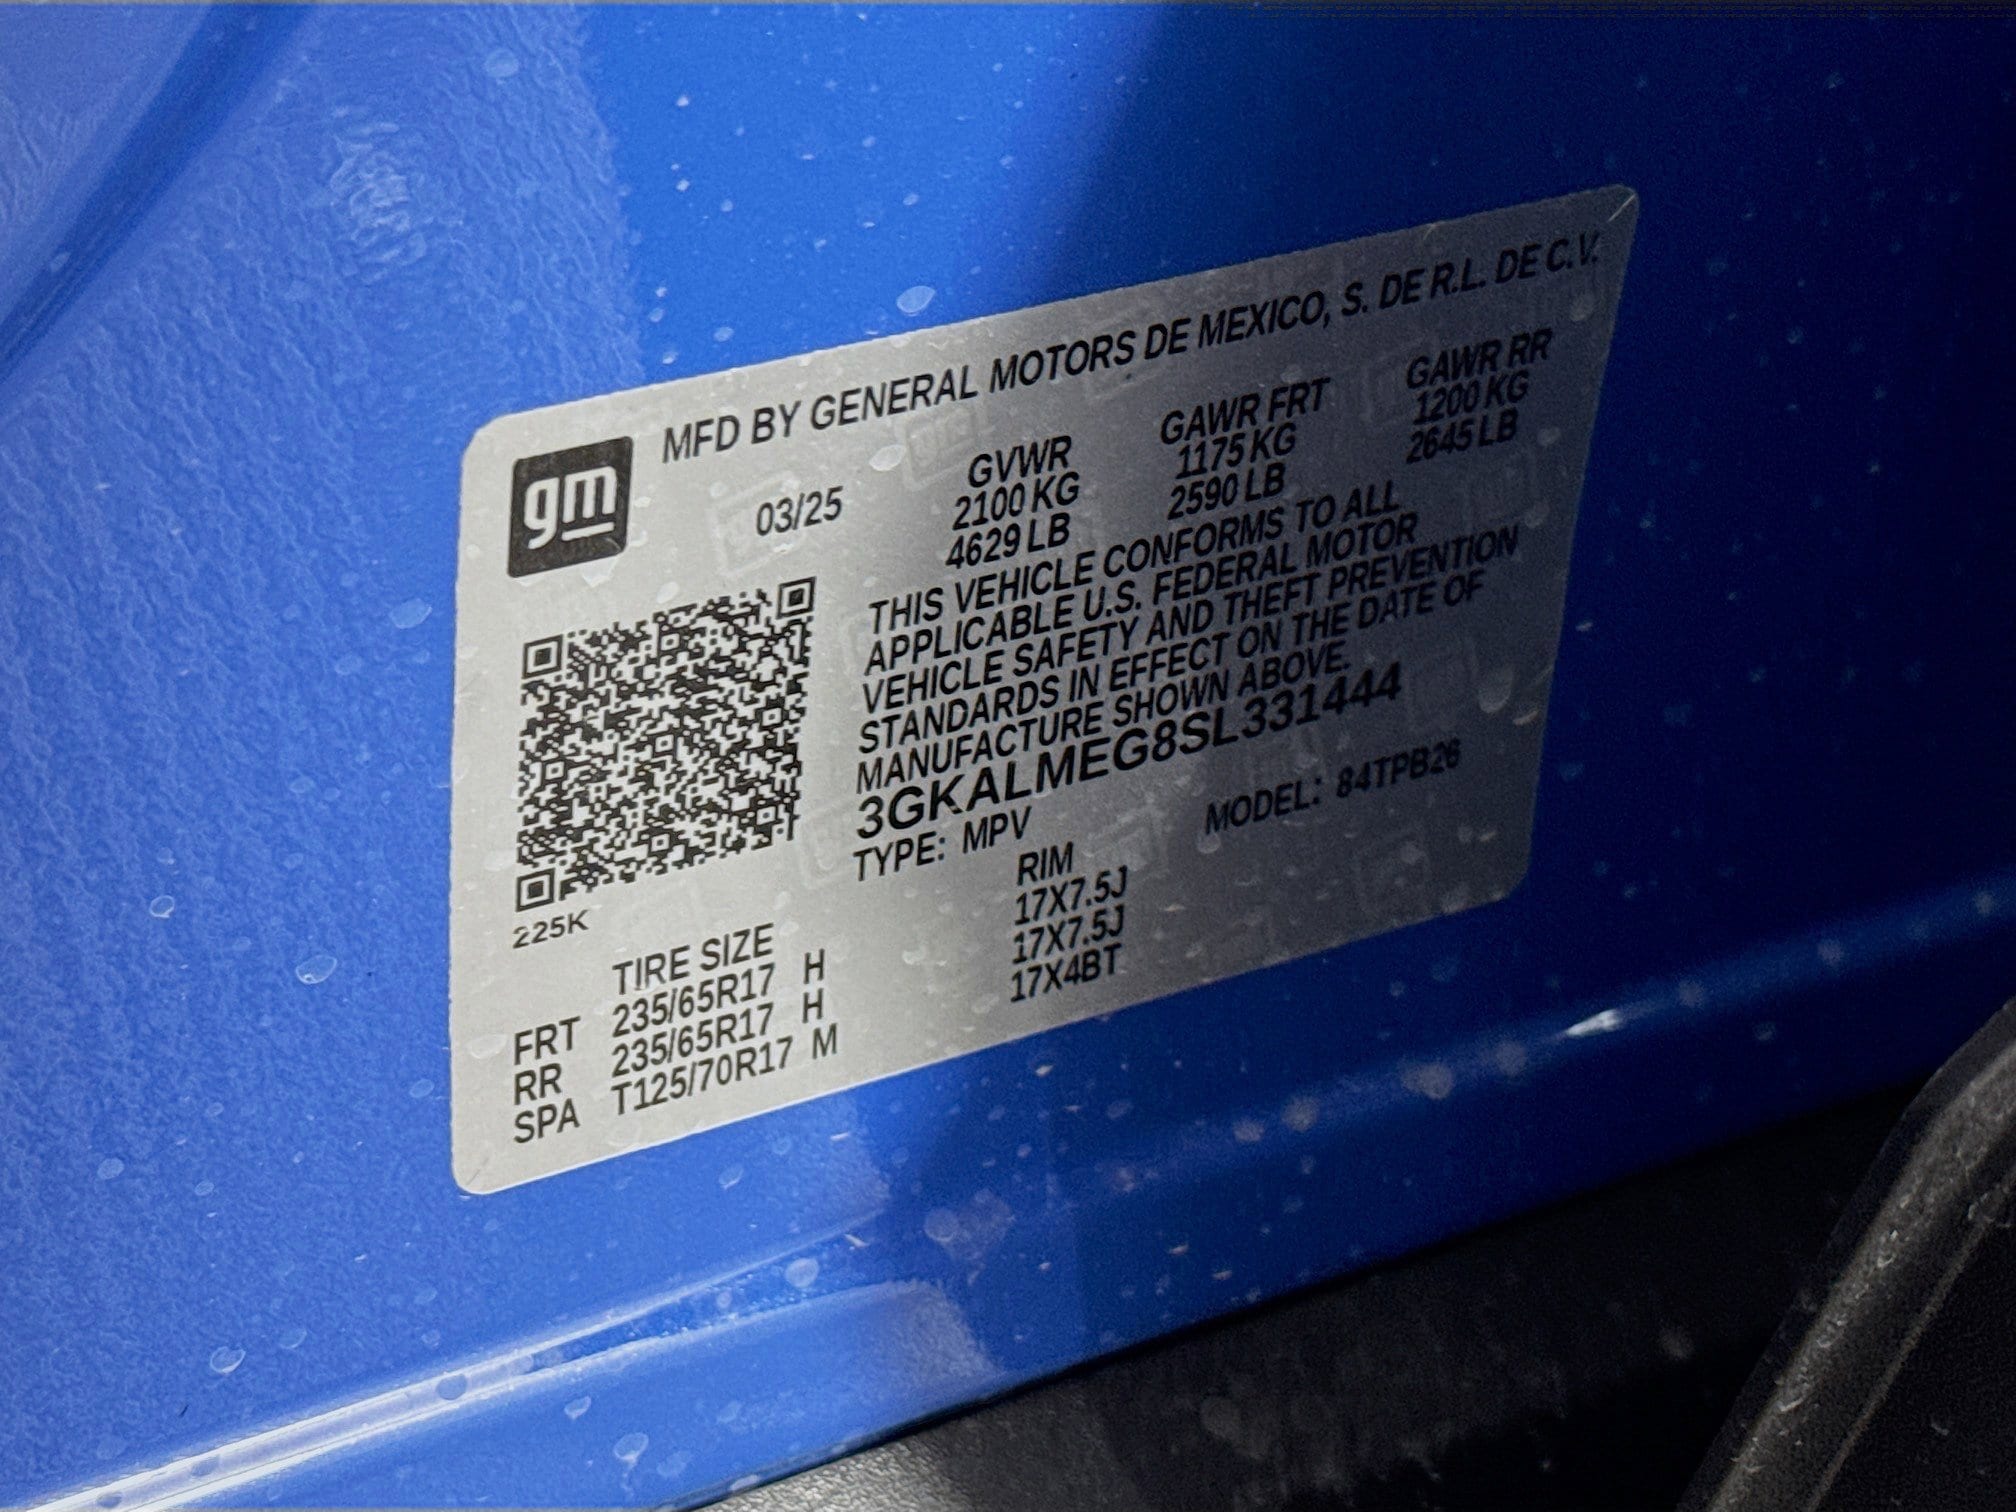 MFD BY GENERAL MOTORS DE MEXICO, S. DE R.L. DE C.V.
gm
03/25
GVWR GAWR FRT GAWR RR
2100 KG 1175 KG 1200 KG
4629 LB 2590 LB 2645 LB
THIS VEHICLE CONFORMS TO ALL
APPLICABLE U.S. FEDERAL MOTOR
VEHICLE SAFETY AND THEFT PREVENTION
STANDARDS IN EFFECT ON THE DATE OF
MANUFACTURE SHOWN ABOVE.
3GKALMEG8SL331444
TYPE: MPV MODEL: 84TPB26
225K
TIRE SIZE RIM
FRT 235/65R17 H 17X7.5J
RR 235/65R17 H 17X7.5J
SPA T125/70R17 M 17X4BT